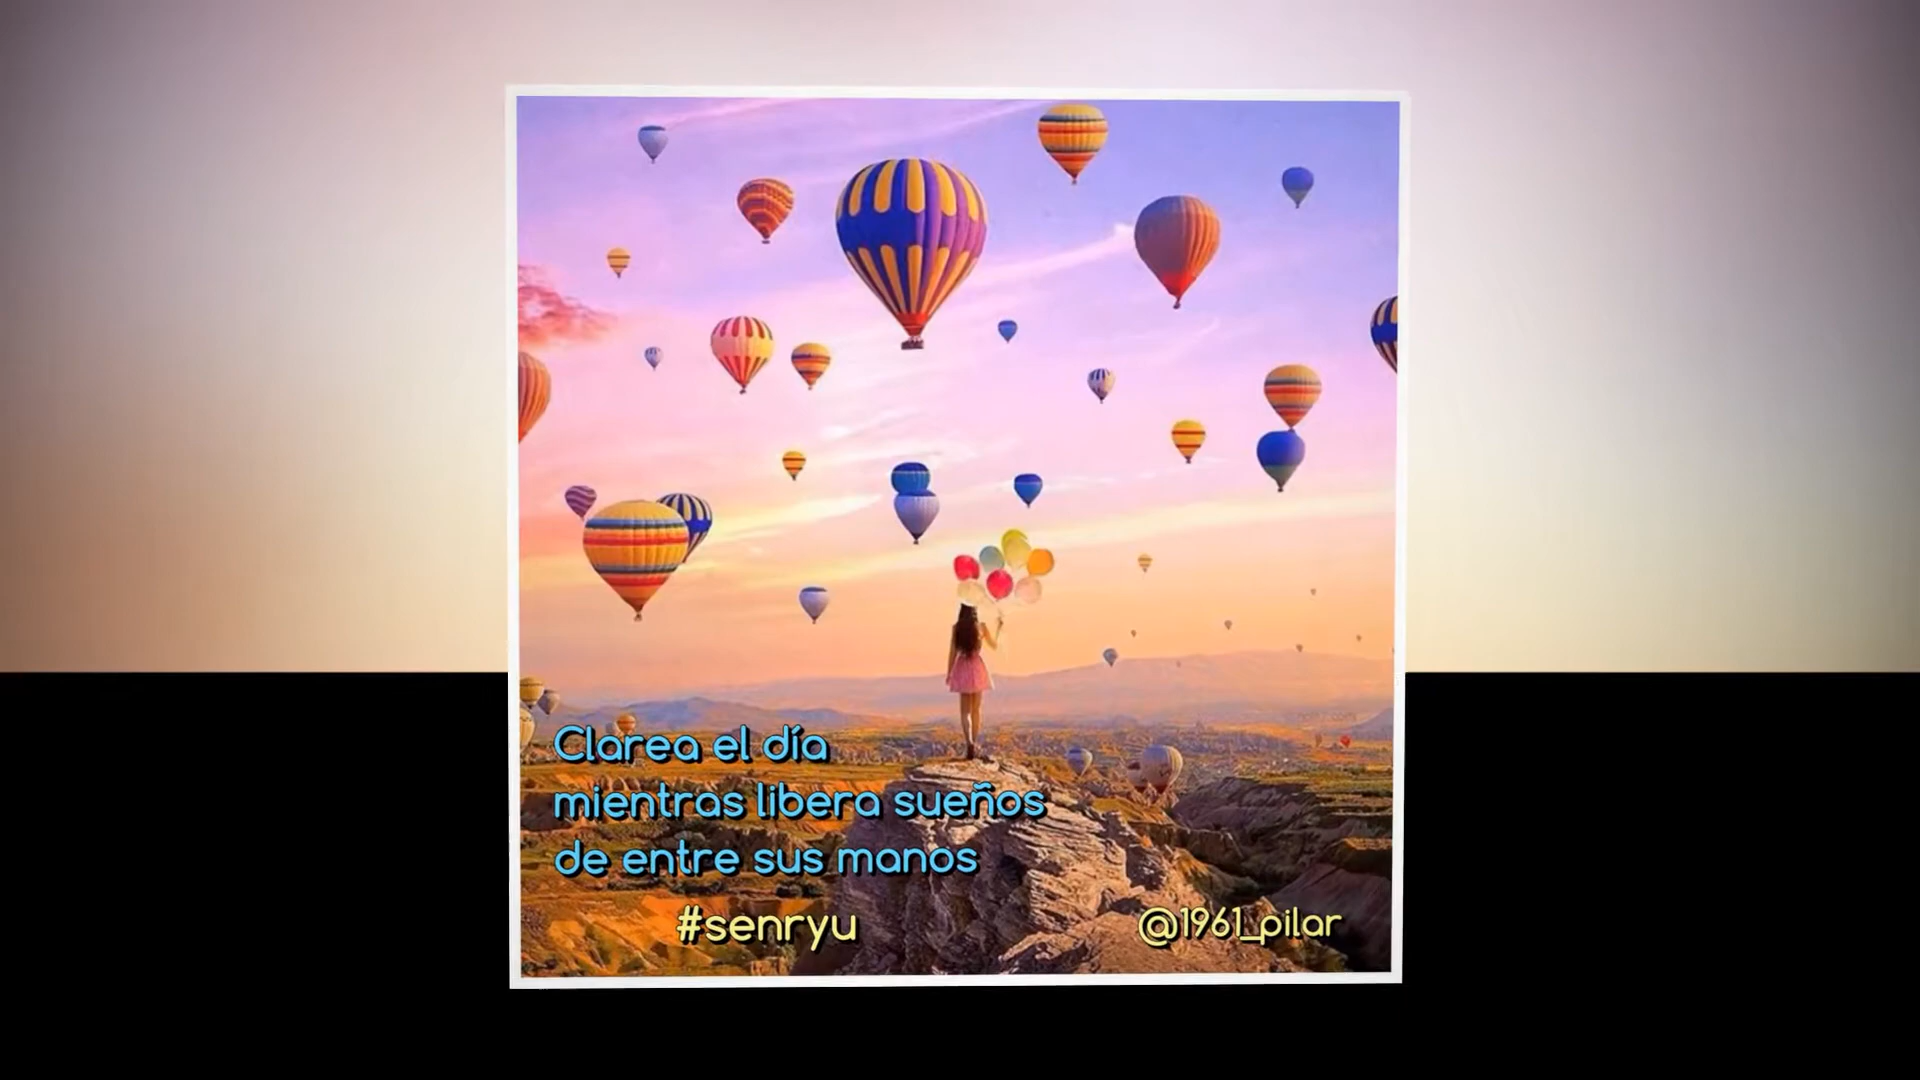 Clarea el día
mientras libera sueños
de entre sus manos
#senryu
@1961_pilar